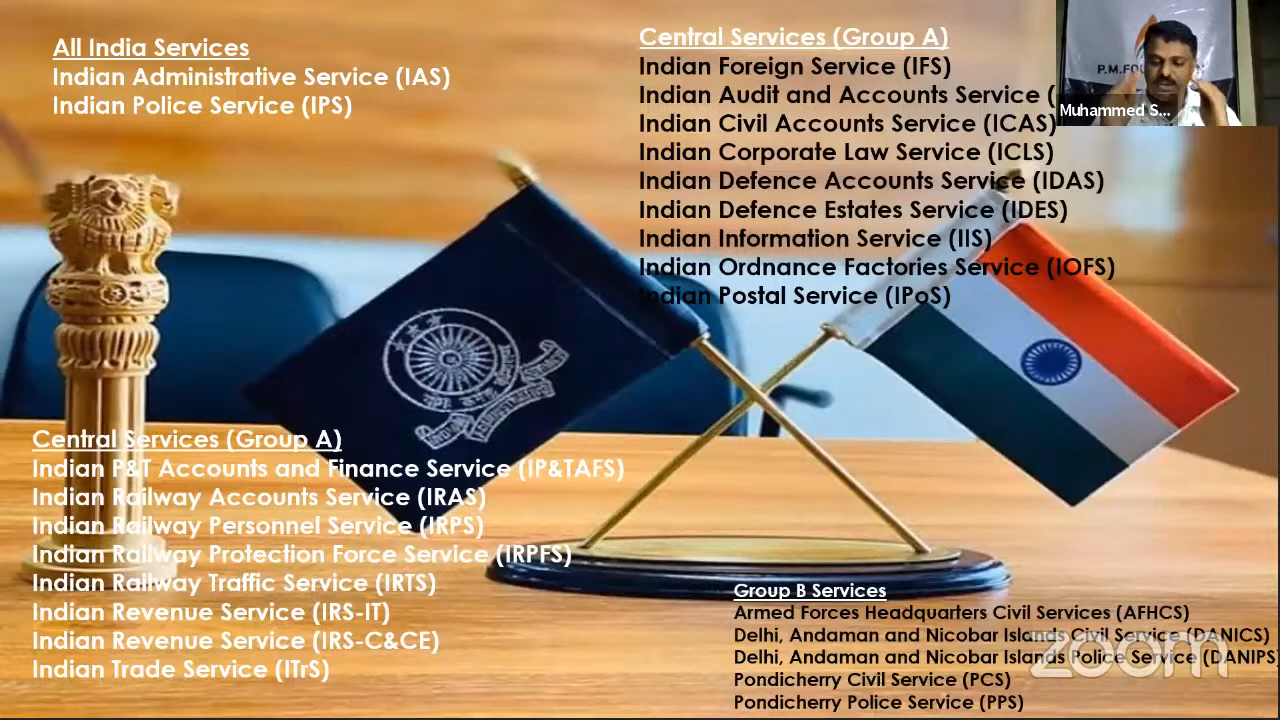 All India Services
Indian Administrative Service (IAS)
Indian Police Service (IPS)
Central Services (Group A)
Indian Foreign Service (IFS)
Indian Audit and Accounts Service (
Indian Civil Accounts Service (ICAS)
Indian Corporate Law Service (ICLS)
Indian Defence Accounts Service (IDAS)
Indian Defence Estates Service (IDES)
Indian Information Service (IIS)
Indian Ordnance Factories Service (IOFS)
Indian Postal Service (IPoS)
P.M.
Muhammed S...
Central Services (Group A)
Indian P&T Accounts and Finance Service (IP&TAFS)
Indian Railway Accounts Service (IRAS)
Indian Railway Personnel Service (IRPS)
Indian Railway Protection Force Service (IRPFS)
Indian Railway Traffic Service (IRTS)
Indian Revenue Service (IRS-IT)
Indian Revenue Service (IRS-C&CE)
Indian Trade Service (ITrS)
Group B Services
Armed Forces Headquarters Civil Services (AFHCS)
Delhi, Andaman and Nicobar Islands Civil Service (DANICS)
Delhi, Andaman and Nicobar Islands Police Service (DANIPS
Pondicherry Civil Service (PCS)
Pondicherry Police Service (PPS)
zoom